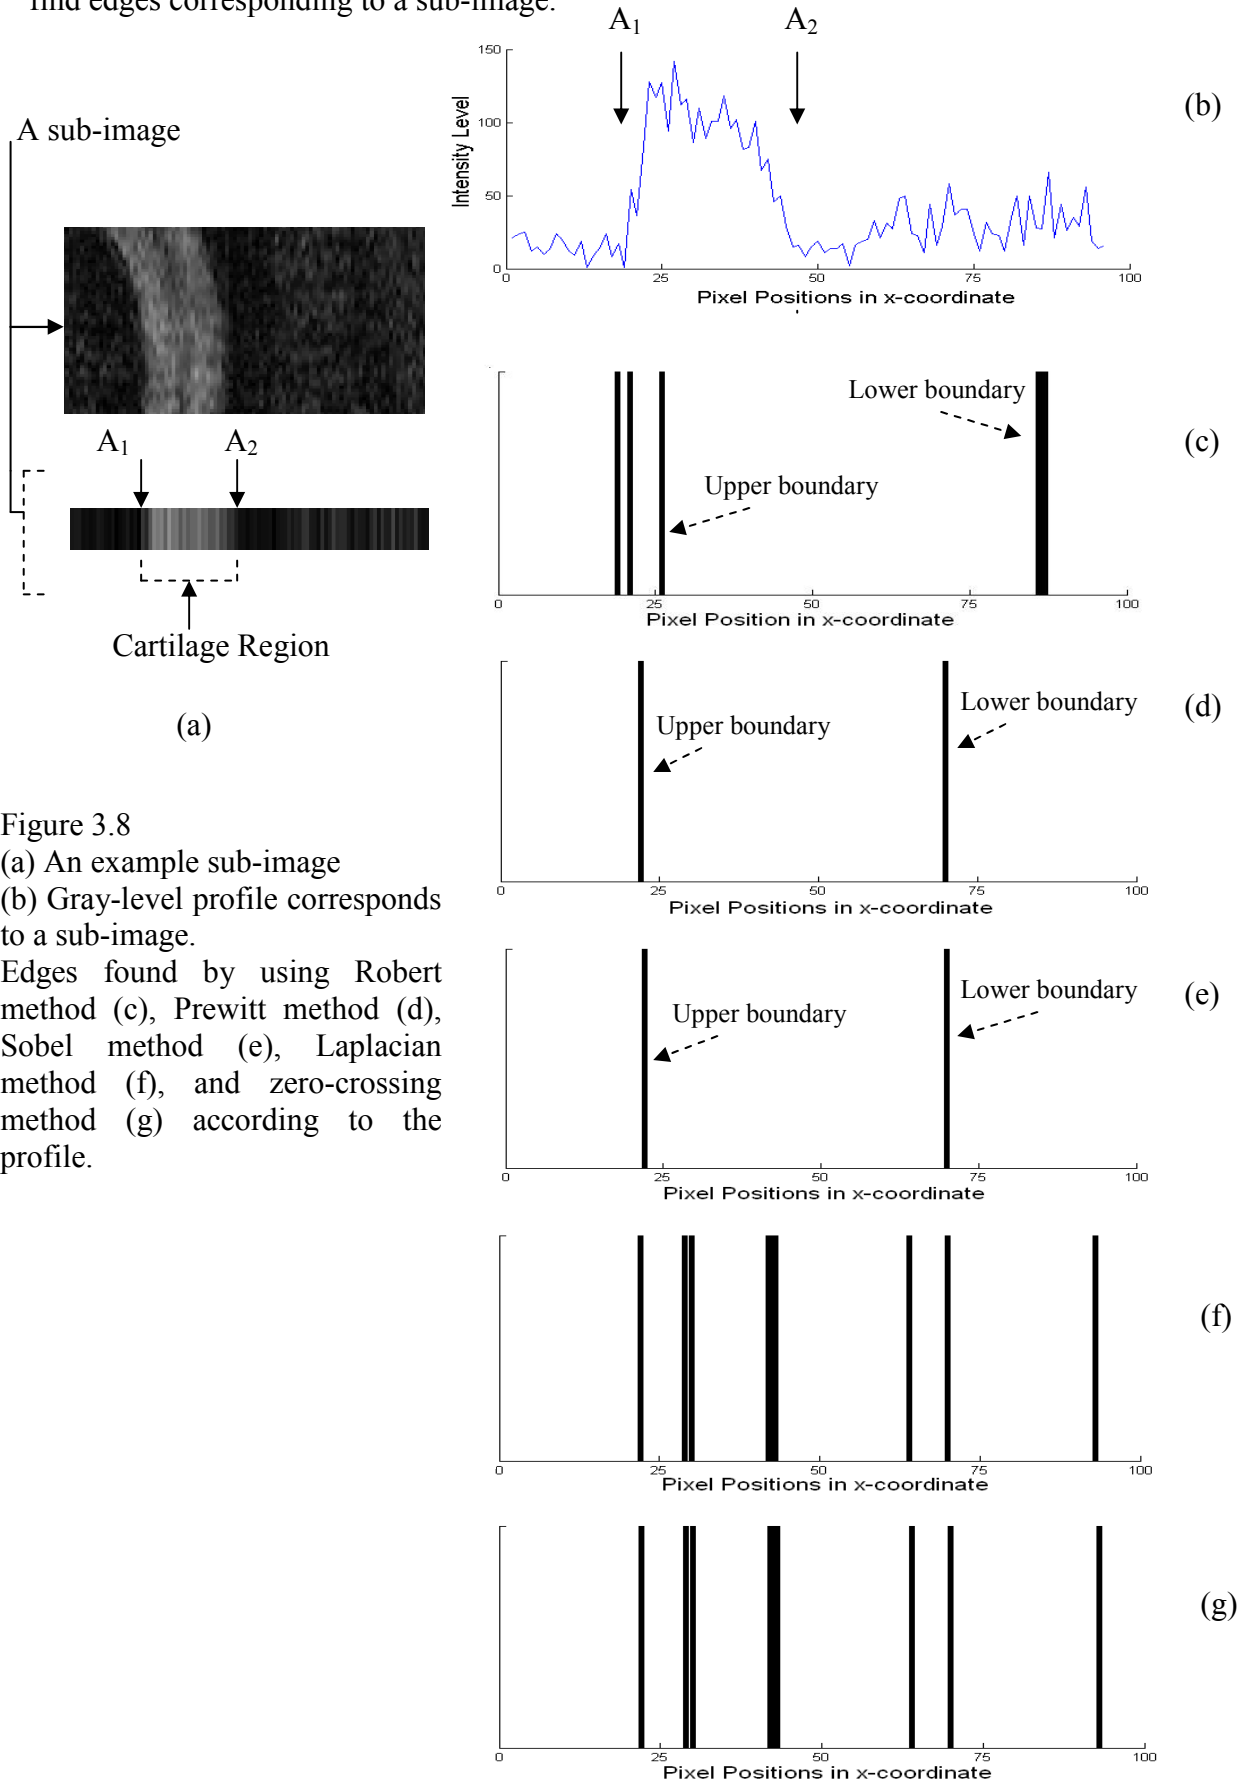 find edges corresponding to a sub-image.
A1 A2
150
100
50
0
Intensity Level
0 25 50 75 100
Pixel Positions in x-coordinate
(b)
A sub-image
A1 A2
Cartilage Region
(a)
Lower boundary
Upper boundary
(c)
0 25 50 75 100
Pixel Position in x-coordinate
Upper boundary
Lower boundary
(d)
0 25 50 75 100
Pixel Positions in x-coordinate
Figure 3.8
(a) An example sub-image
(b) Gray-level profile corresponds
to a sub-image.
Edges found by using Robert
method (c), Prewitt method (d),
Sobel method (e), Laplacian
method (f), and zero-crossing
method (g) according to the
profile.
Upper boundary
Lower boundary
(e)
0 25 50 75 100
Pixel Positions in x-coordinate
(f)
0 25 50 75 100
Pixel Positions in x-coordinate
(g)
0 25 50 75 100
Pixel Positions in x-coordinate